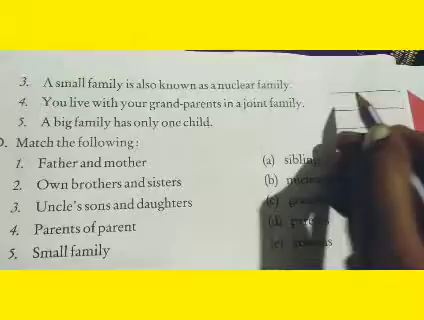 3. A small family is also known as a nuclear family.
4. You live with your grand-parents in a joint family.
5. A big family has only one child.
D. Match the following:
1. Father and mother (a)
2. Own brothers and sisters (b)
3. Uncle's sons and daughters (c)
4. Parents of parent (d)
5. Small family (e)